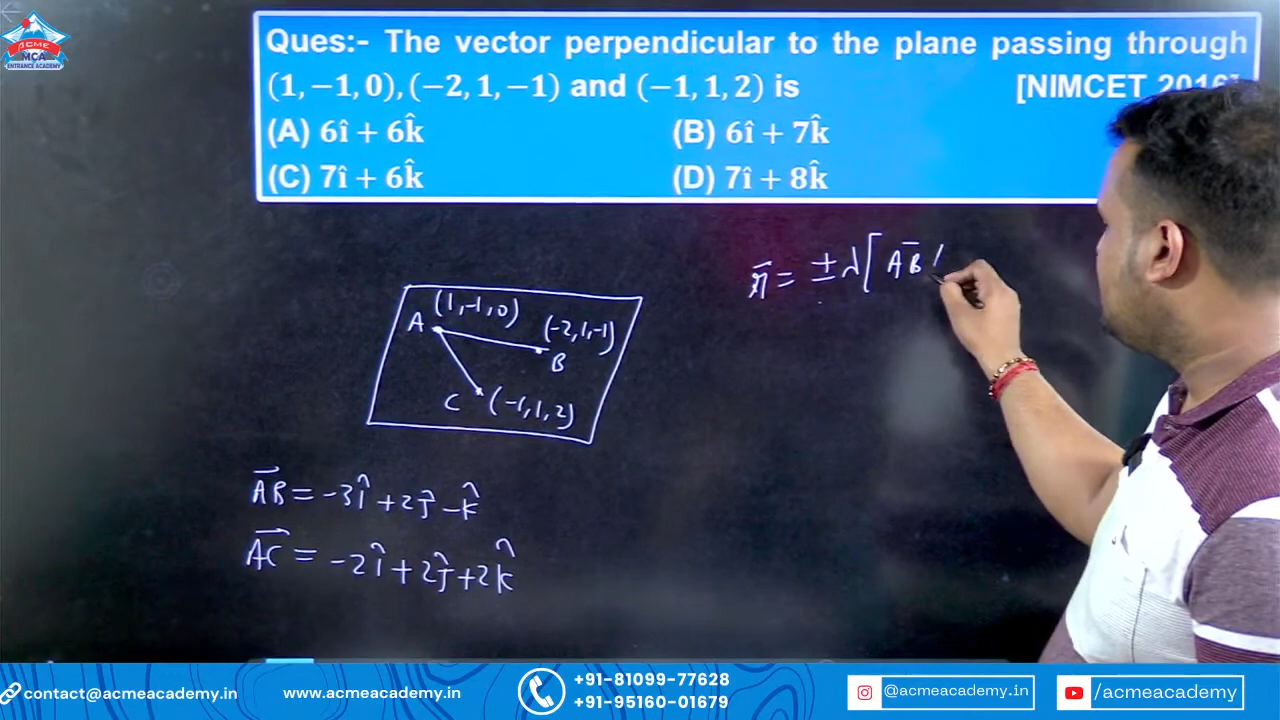 ACME
MCA
ENTRANCE ACADEMY
Ques:- The vector perpendicular to the plane passing through
(1, −1, 0), (−2, 1, −1) and (−1, 1, 2) is [NIMCET 2016]
(A) 6î + 6k̂ (B) 6î + 7k̂
(C) 7î + 6k̂ (D) 7î + 8k̂
n̄ = ± λ[ A̅B̅
A (1, -1, 0) (-2, 1, -1)
B
C (-1, 1, 2)
A⃗B = -3î + 2ĵ - k̂
A⃗C = -2î + 2ĵ + 2k̂
contact@acmeacademy.in www.acmeacademy.in +91-81099-77628 @acmeacademy.in /acmeacademy
+91-95160-01679